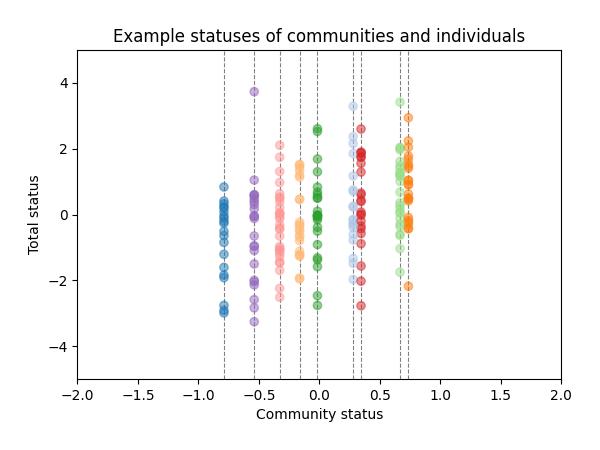 Example statuses of communities and individuals
4
2
0
−2
−4
Total status
−2.0 −1.5 −1.0 −0.5 0.0 0.5 1.0 1.5 2.0
Community status